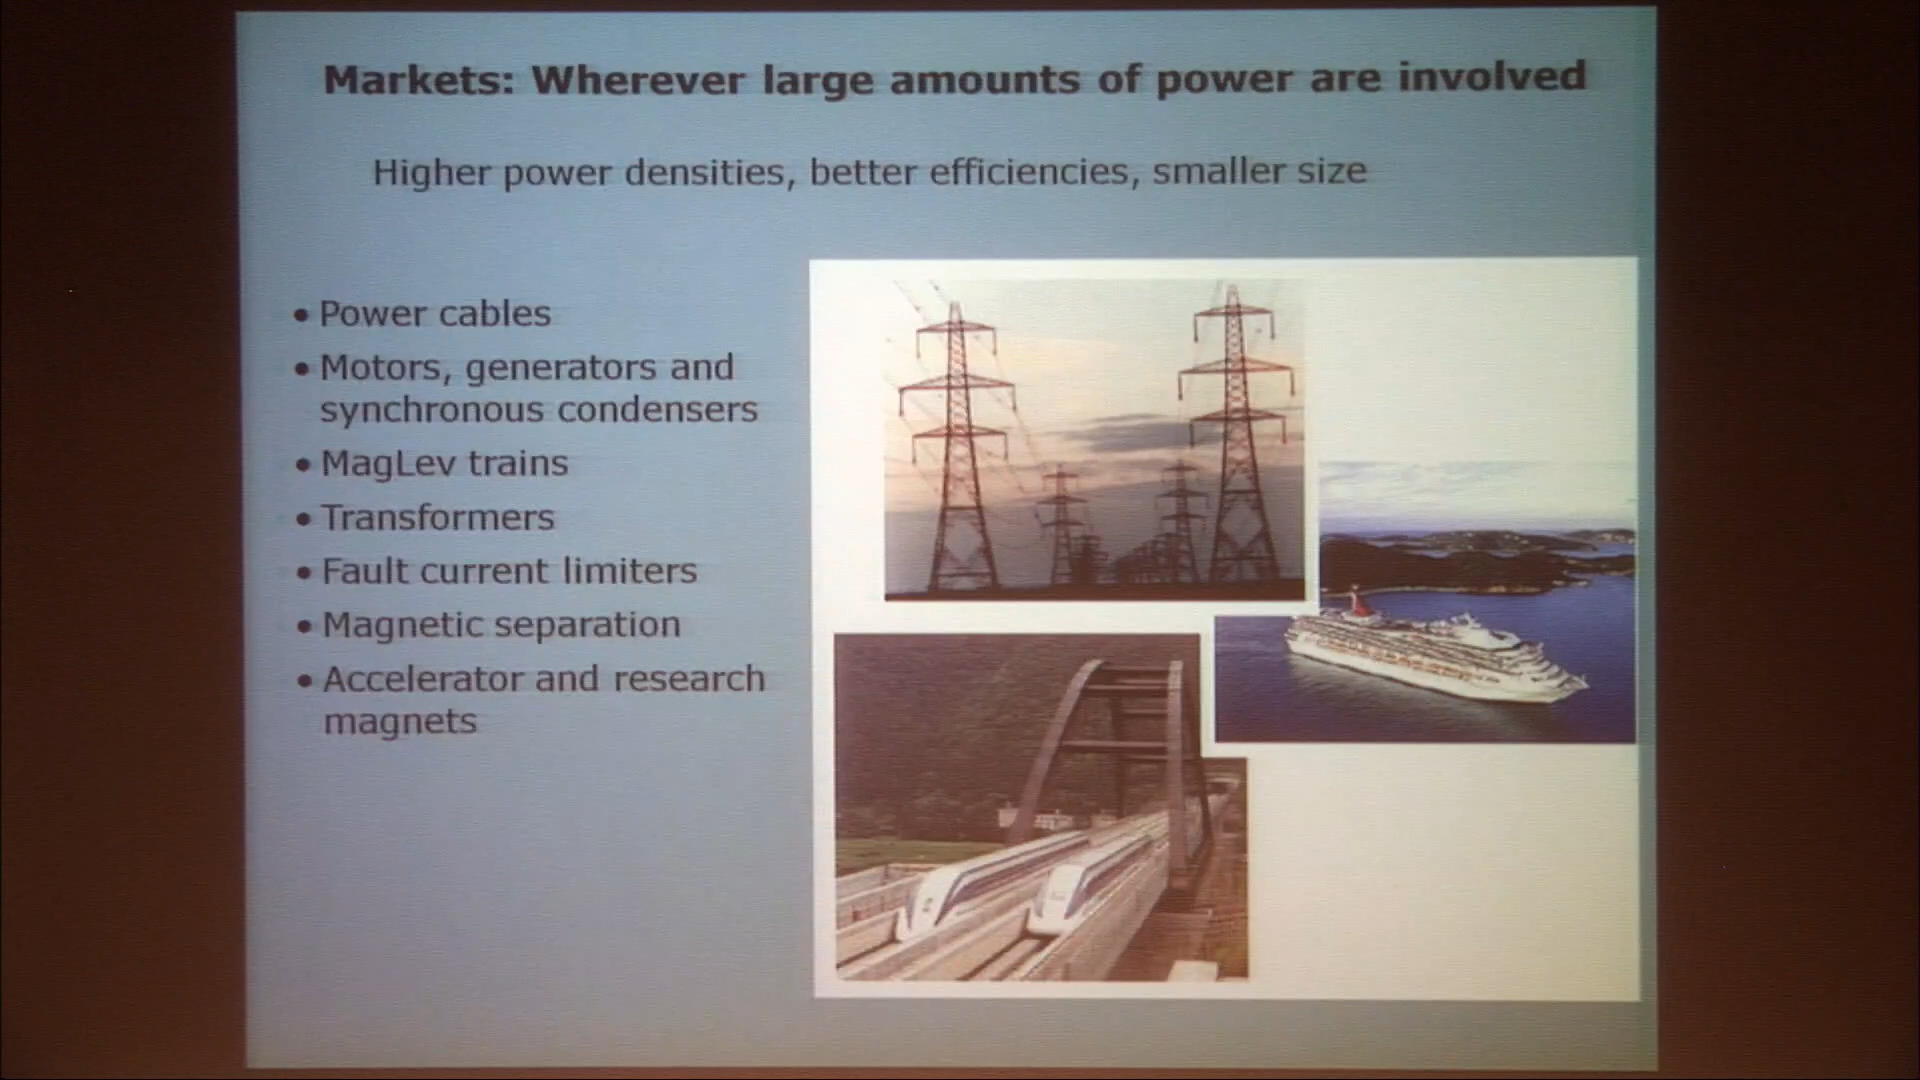 Markets: Wherever large amounts of power are involved
Higher power densities, better efficiencies, smaller size
• Power cables
• Motors, generators and
synchronous condensers
• MagLev trains
• Transformers
• Fault current limiters
• Magnetic separation
• Accelerator and research
magnets